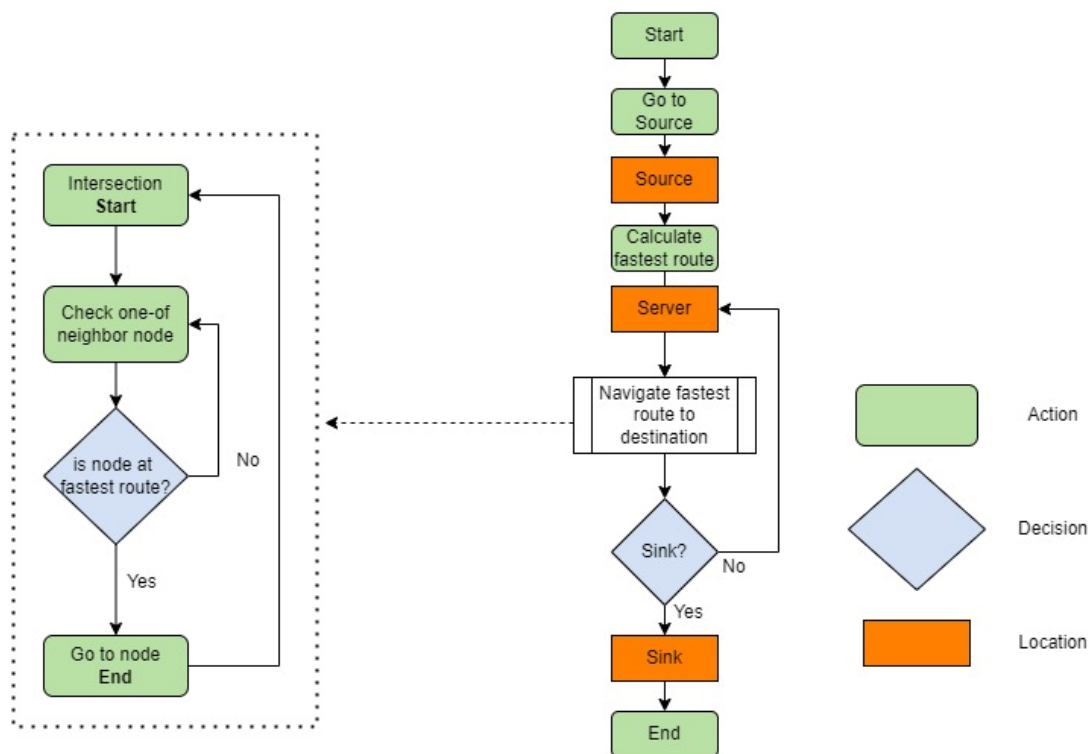 Start
Go to
Source
Source
Calculate
fastest route
Server
Navigate fastest
route to
destination
Sink?
No
Yes
Sink
End
Intersection
Start
Check one-of
neighbor node
is node at
fastest route?
No
Yes
Go to node
End
Action
Decision
Location